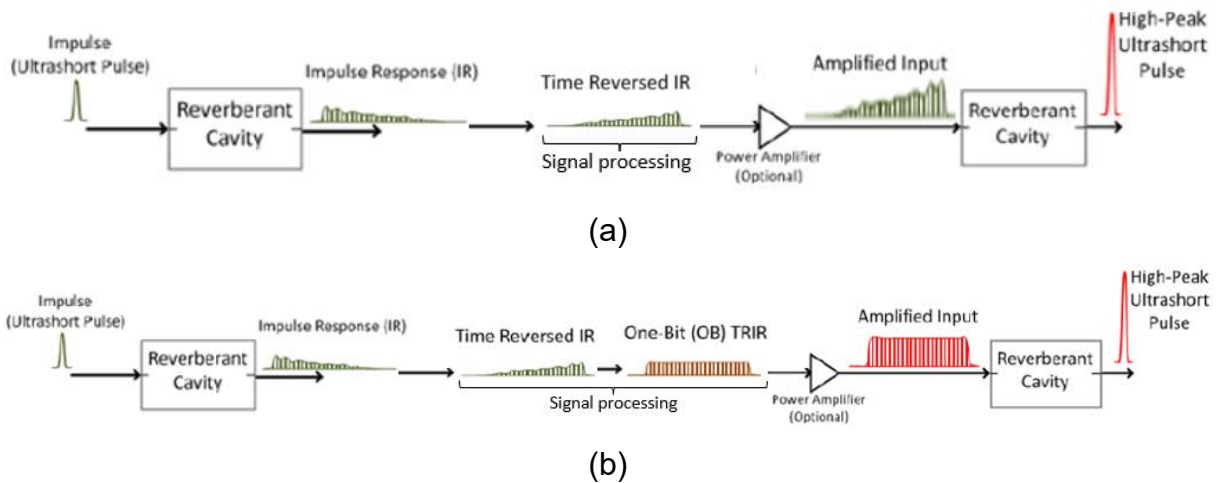 Impulse
(Ultrashort Pulse)
Reverberant
Cavity
Impulse Response (IR)
Time Reversed IR
Signal processing
Power Amplifier
(Optional)
Amplified Input
Reverberant
Cavity
High-Peak
Ultrashort
Pulse
(a)
Impulse
(Ultrashort Pulse)
Reverberant
Cavity
Impulse Response (IR)
Time Reversed IR
One-Bit (OB) TRIR
Signal processing
Power Amplifier
(Optional)
Amplified Input
Reverberant
Cavity
High-Peak
Ultrashort
Pulse
(b)